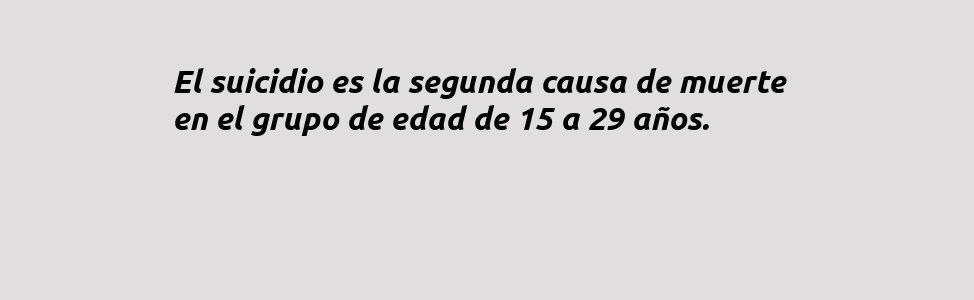 El suicidio es la segunda causa de muerte
en el grupo de edad de 15 a 29 años.